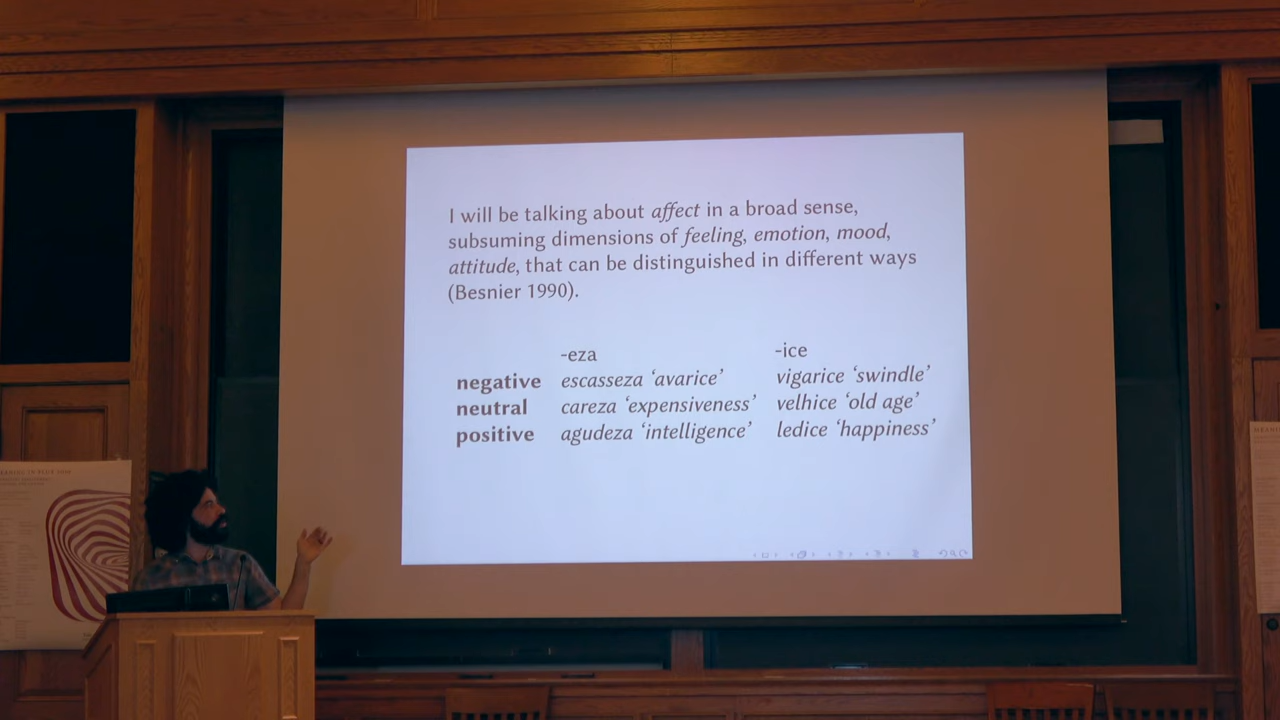 I will be talking about affect in a broad sense,
subsuming dimensions of feeling, emotion, mood,
attitude, that can be distinguished in different ways
(Besnier 1990).
-eza -ice
negative escasseza ‘avarice’ vigarice ‘swindle’
neutral careza ‘expensiveness’ velhice ‘old age’
positive agudeza ‘intelligence’ ledice ‘happiness’